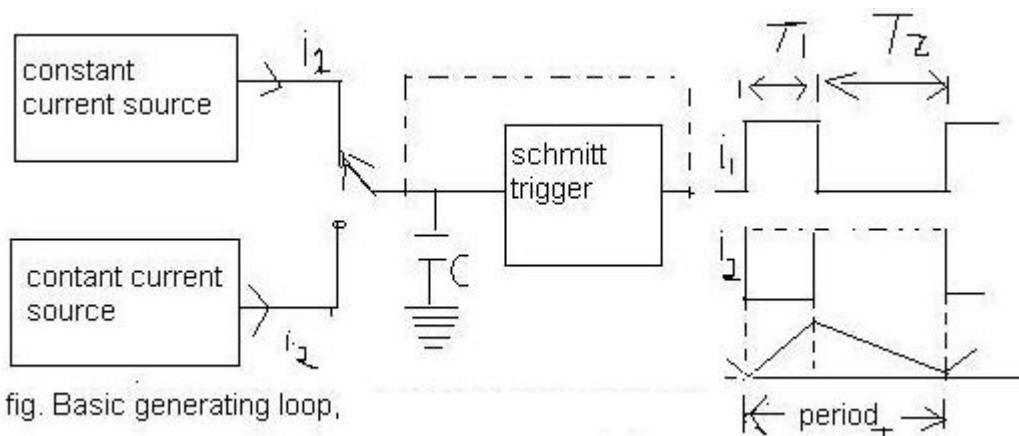 constant
current source
i1
schmitt
trigger
C
contant current
source
i2
T1
T2
i1
i2
period
T
fig. Basic generating loop,